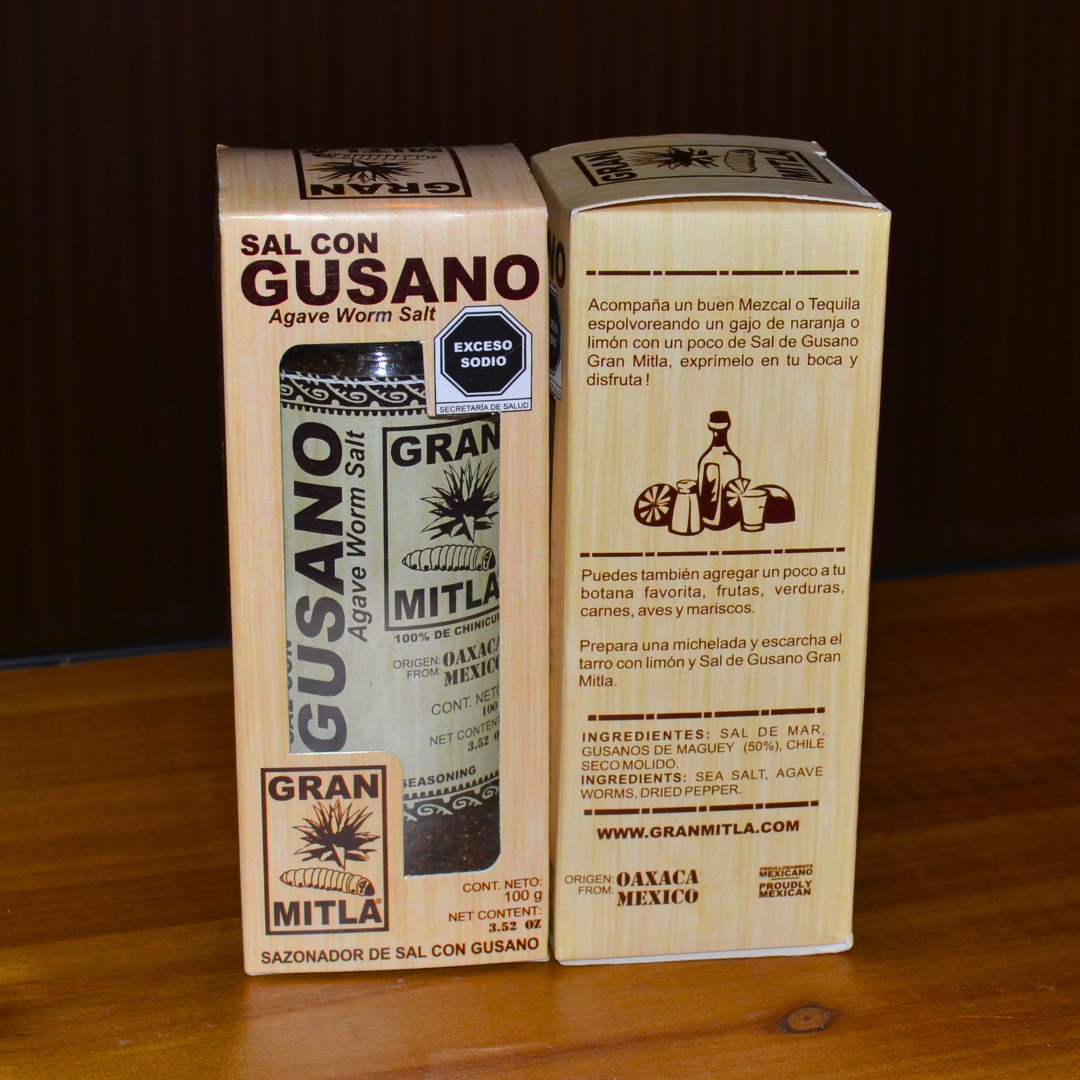 GRAN
MITLA
SAL CON
GUSANO
Agave Worm Salt
EXCESO
SODIO
SECRETARÍA DE SALUD
GUSANO
Agave Worm Salt
GRAN
MITLA
100% DE
ORIGEN: OAXACA
FROM: MEXICO
CONT. NETO
100
NET CONTENT
3.52
SEASONING
GRAN
MITLA®
CONT. NETO:
100 g
NET CONTENT:
3.52 OZ
SAZONADOR DE SAL CON GUSANO
GRAN
MITLA
Acompaña un buen Mezcal o Tequila
espolvoreando un gajo de naranja o
limón con un poco de Sal de Gusano
Gran Mitla, exprímelo en tu boca y
disfruta !
Puedes también agregar un poco a tu
botana favorita, frutas, verduras,
carnes, aves y mariscos.
Prepara una michelada y escarcha el
tarro con limón y Sal de Gusano Gran
Mitla.
INGREDIENTES: SAL DE MAR,
GUSANOS DE MAGUEY (50%), CHILE
SECO MOLIDO.
INGREDIENTS: SEA SALT, AGAVE
WORMS, DRIED PEPPER.
WWW.GRANMITLA.COM
ORIGEN: OAXACA
FROM: MEXICO
ORGULLOSAMENTE
MEXICANO
PROUDLY
MEXICAN